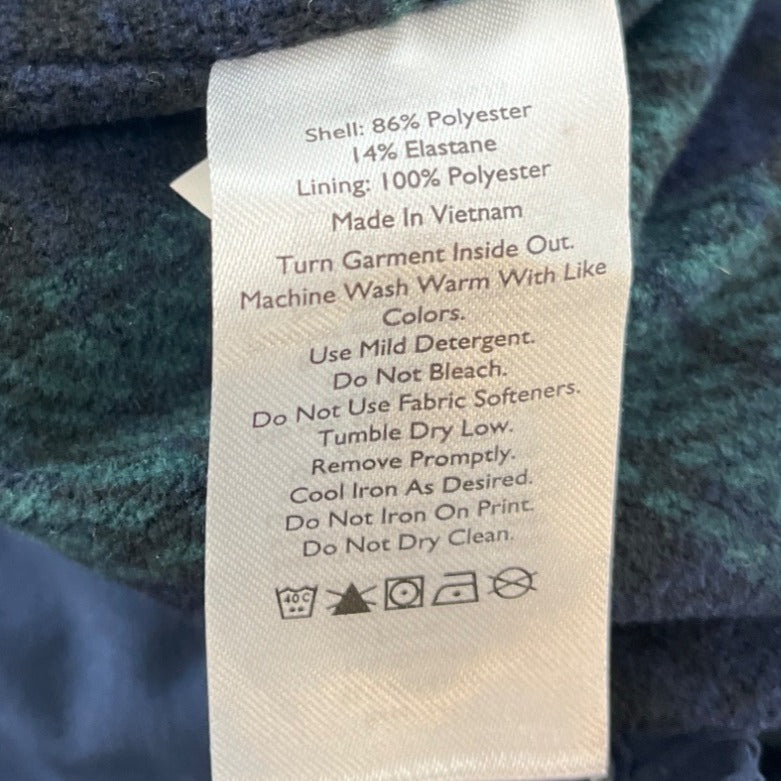 Shell: 86% Polyester
14% Elastane
Lining: 100% Polyester
Made In Vietnam
Turn Garment Inside Out.
Machine Wash Warm With Like
Colors.
Use Mild Detergent.
Do Not Bleach.
Do Not Use Fabric Softeners.
Tumble Dry Low.
Remove Promptly.
Cool Iron As Desired.
Do Not Iron On Print.
Do Not Dry Clean.
40C